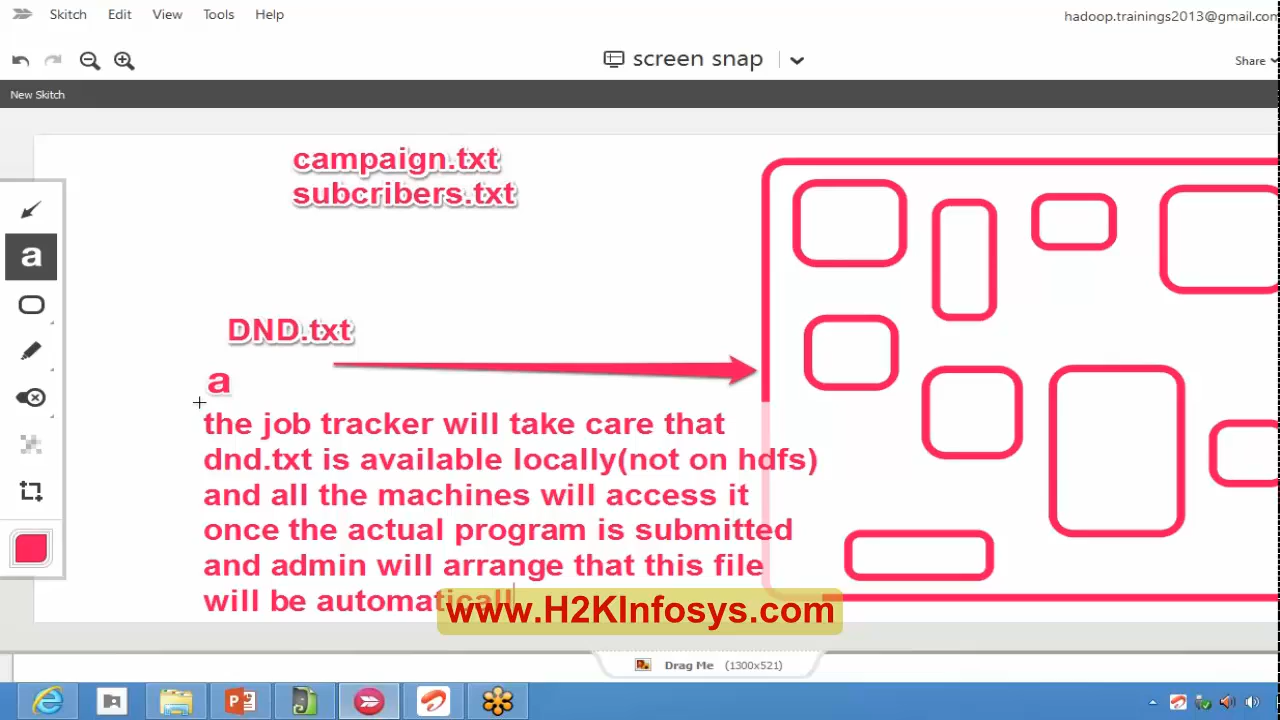 Skitch Edit View Tools Help
hadoop.trainings2013@gmail.com
screen snap
Share
New Skitch
campaign.txt
subcribers.txt
DND.txt
a
a
the job tracker will take care that
dnd.txt is available locally(not on hdfs)
and all the machines will access it
once the actual program is submitted
and admin will arrange that this file
will be automaticall
www.H2KInfosys.com
Drag Me (1300x521)